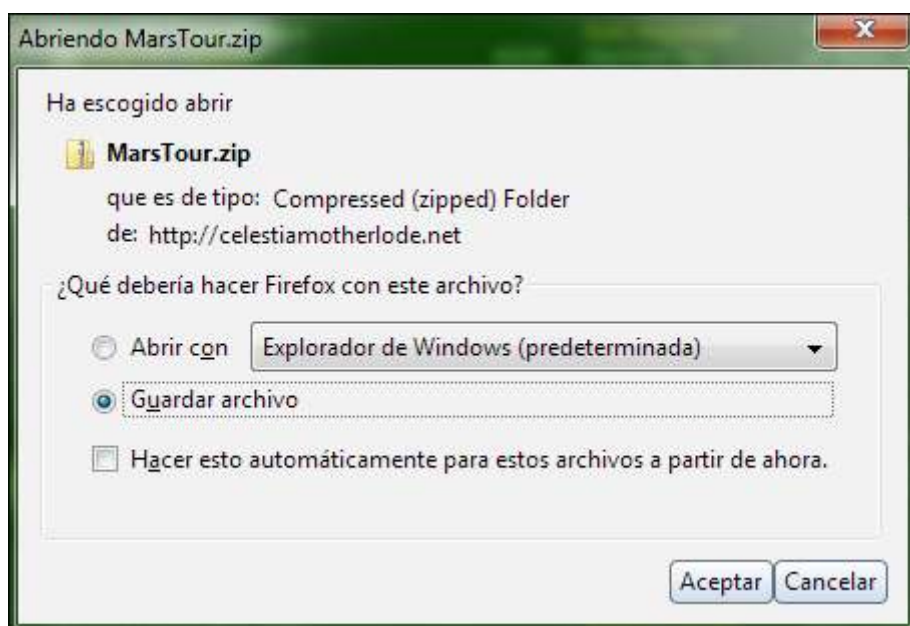 Abriendo MarsTour.zip
Ha escogido abrir
MarsTour.zip
que es de tipo: Compressed (zipped) Folder
de: http://celestiamotherlode.net
¿Qué debería hacer Firefox con este archivo?
Abrir con Explorador de Windows (predeterminada)
Guardar archivo
Hacer esto automáticamente para estos archivos a partir de ahora.
Aceptar Cancelar